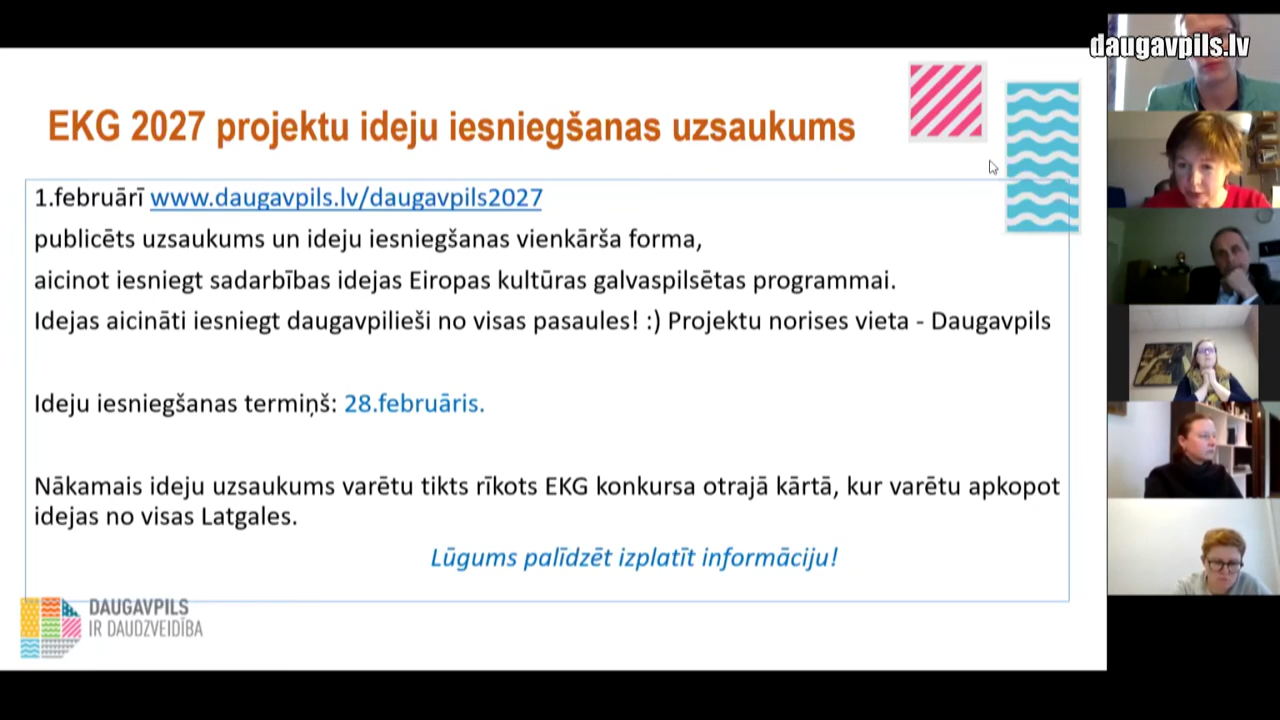 daugavpils.lv
EKG 2027 projektu ideju iesniegšanas uzsaukums
1.februārī www.daugavpils.lv/daugavpils2027
publicēts uzsaukums un ideju iesniegšanas vienkārša forma,
aicinot iesniegt sadarbības idejas Eiropas kultūras galvaspilsētas programmai.
Idejas aicināti iesniegt daugavpilieši no visas pasaules! :) Projektu norises vieta - Daugavpils
Ideju iesniegšanas termiņš: 28.februāris.
Nākamais ideju uzsaukums varētu tikts rīkots EKG konkursa otrajā kārtā, kur varētu apkopot
idejas no visas Latgales.
Lūgums palīdzēt izplatīt informāciju!
DAUGAVPILS
IR DAUDZVEIDĪBA